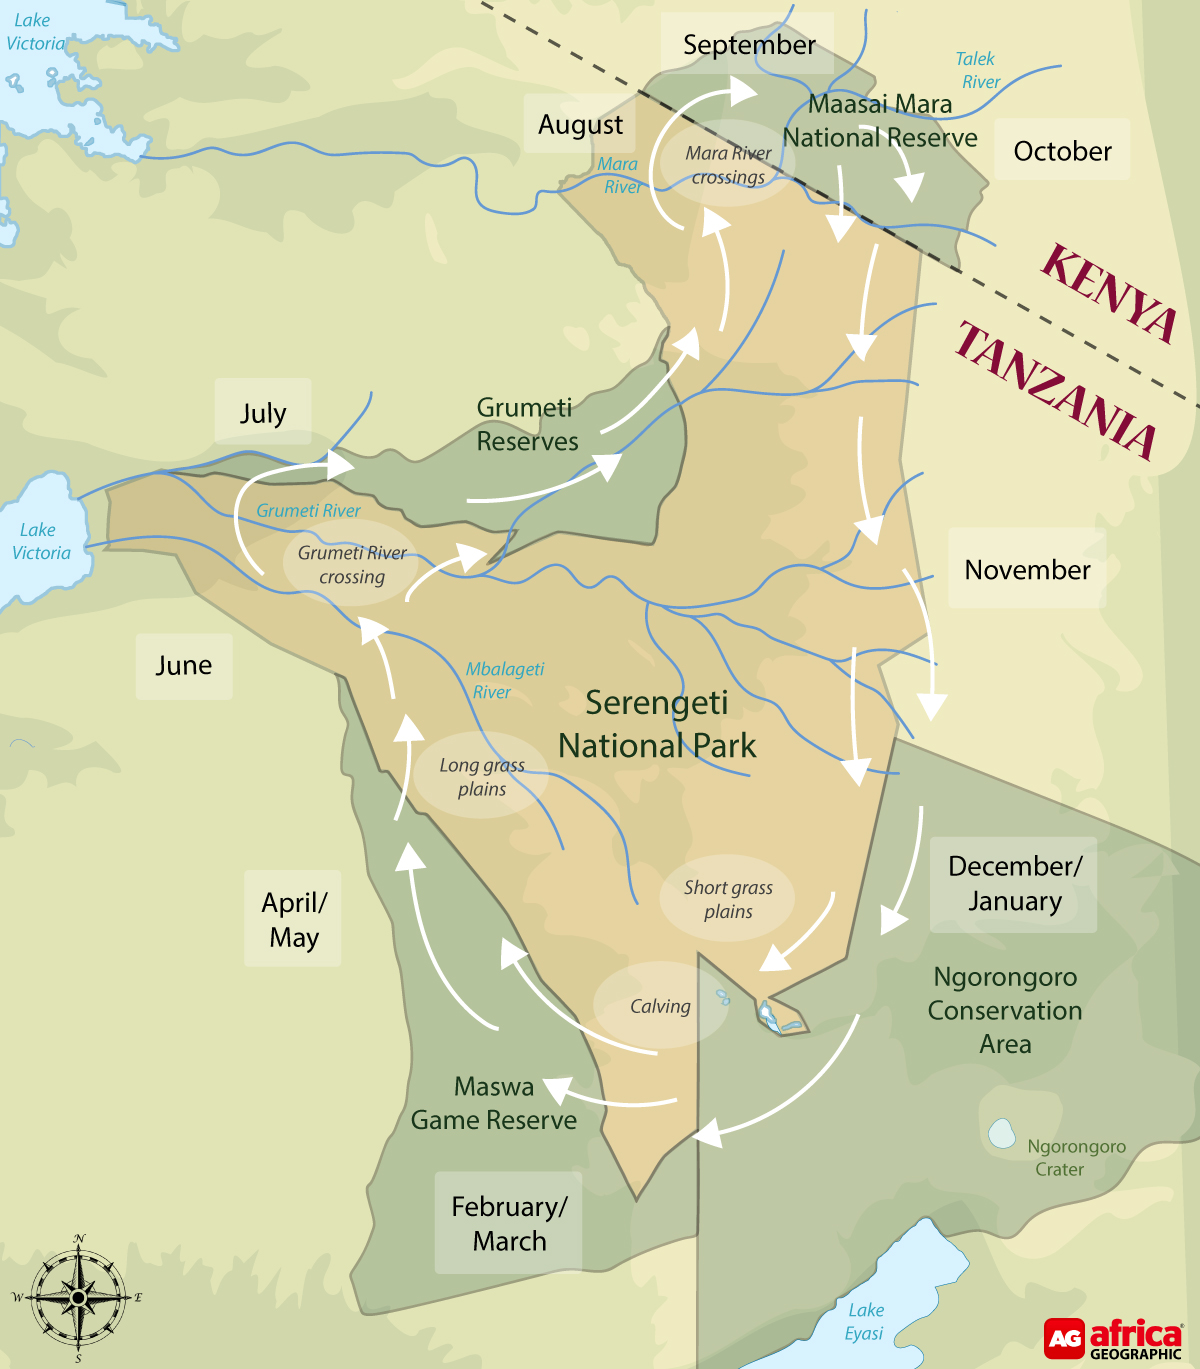 Lake
Victoria
September
Talek
River
August
Maasai Mara
National Reserve
October
Mara River
crossings
Mara
River
KENYA
TANZANIA
July
Grumeti
Reserves
Grumeti River
Lake
Victoria
Grumeti River
crossing
November
June
Mbalageti
River
Serengeti
National Park
Long grass
plains
December/
January
Short grass
plains
April/
May
Ngorongoro
Conservation
Area
Calving
Maswa
Game Reserve
Ngorongoro
Crater
February/
March
N
W
E
S
Lake
Eyasi
AG africa®
GEOGRAPHIC